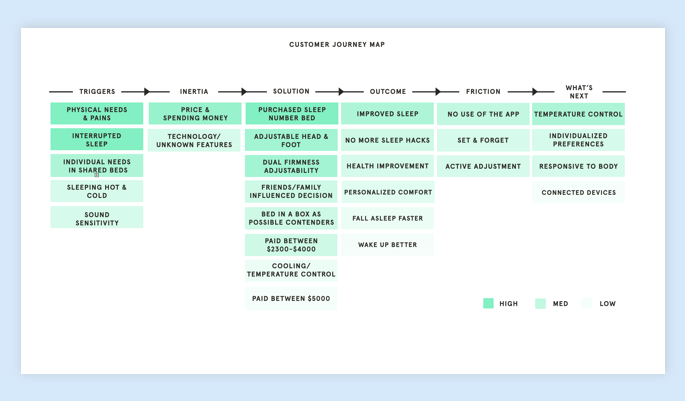 CUSTOMER JOURNEY MAP
TRIGGERS
INERTIA
SOLUTION
OUTCOME
FRICTION
WHAT'S
NEXT
PHYSICAL NEEDS
& PAINS
INTERRUPTED
SLEEP
INDIVIDUAL NEEDS
IN SHARED BEDS
SLEEPING HOT &
COLD
SOUND
SENSITIVITY
PRICE &
SPENDING MONEY
TECHNOLOGY/
UNKNOWN FEATURES
PURCHASED SLEEP
NUMBER BED
ADJUSTABLE HEAD &
FOOT
DUAL FIRMNESS
ADJUSTABILITY
FRIENDS/FAMILY
INFLUENCED DECISION
BED IN A BOX AS
POSSIBLE CONTENDERS
PAID BETWEEN
$2300-$4000
COOLING/
TEMPERATURE CONTROL
PAID BETWEEN $5000
IMPROVED SLEEP
NO MORE SLEEP HACKS
HEALTH IMPROVEMENT
PERSONALIZED COMFORT
FALL ASLEEP FASTER
WAKE UP BETTER
NO USE OF THE APP
SET & FORGET
ACTIVE ADJUSTMENT
TEMPERATURE CONTROL
INDIVIDUALIZED
PREFERENCES
RESPONSIVE TO BODY
CONNECTED DEVICES
HIGH
MED
LOW